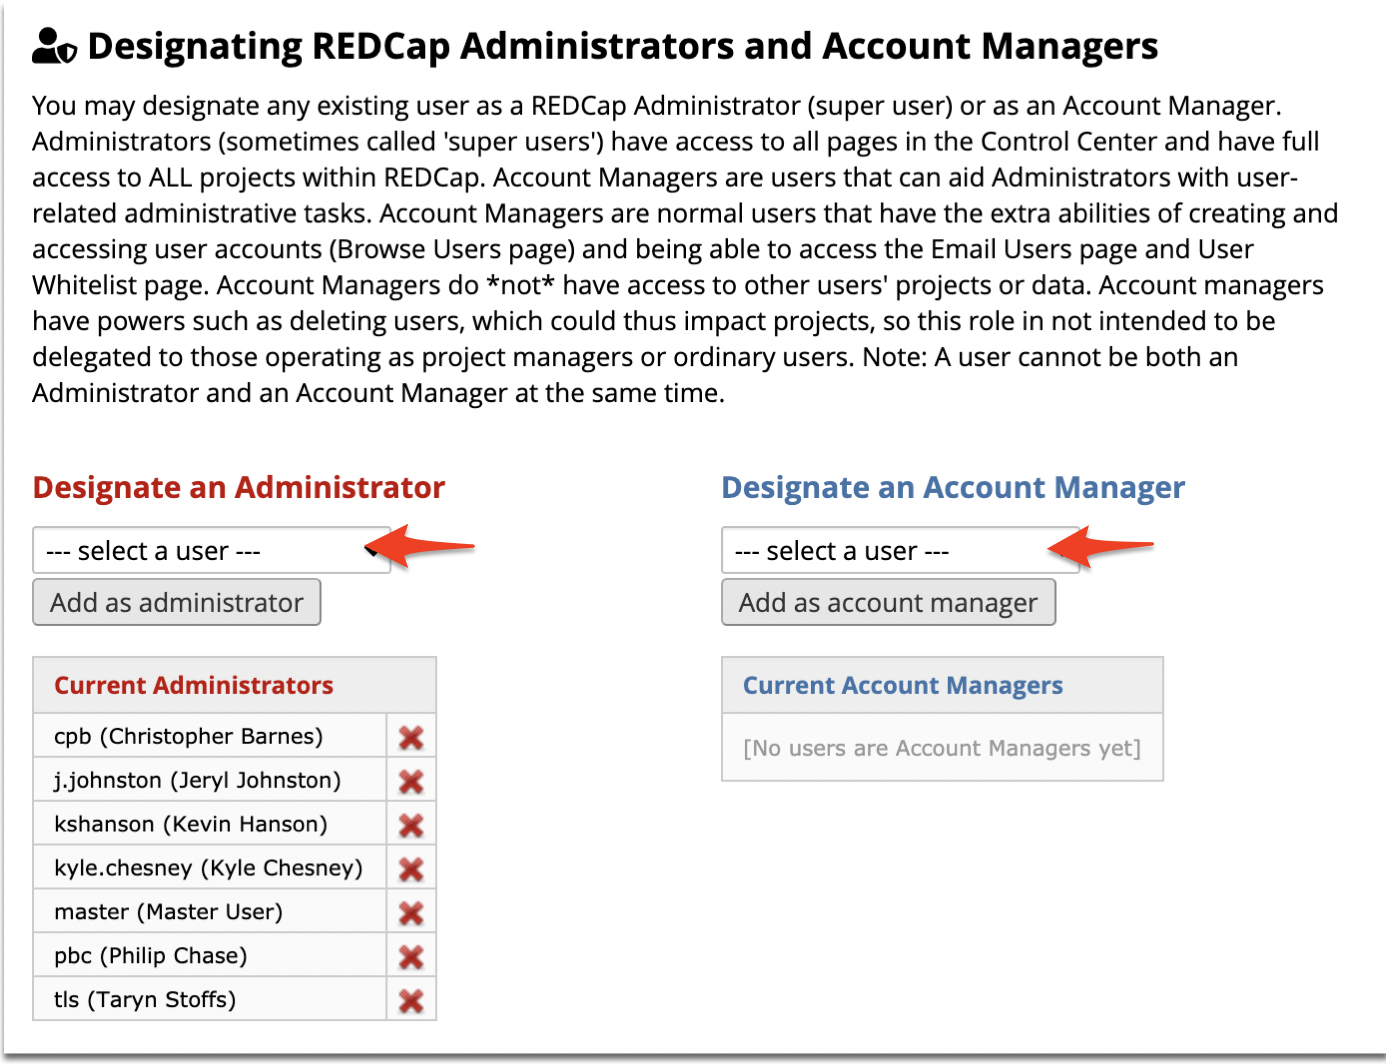 Designating REDCap Administrators and Account Managers
You may designate any existing user as a REDCap Administrator (super user) or as an Account Manager.
Administrators (sometimes called 'super users') have access to all pages in the Control Center and have full
access to ALL projects within REDCap. Account Managers are users that can aid Administrators with user-
related administrative tasks. Account Managers are normal users that have the extra abilities of creating and
accessing user accounts (Browse Users page) and being able to access the Email Users page and User
Whitelist page. Account Managers do *not* have access to other users' projects or data. Account managers
have powers such as deleting users, which could thus impact projects, so this role in not intended to be
delegated to those operating as project managers or ordinary users. Note: A user cannot be both an
Administrator and an Account Manager at the same time.
Designate an Administrator
--- select a user ---
Add as administrator
Current Administrators
cpb (Christopher Barnes)
j.johnston (Jeryl Johnston)
kshanson (Kevin Hanson)
kyle.chesney (Kyle Chesney)
master (Master User)
pbc (Philip Chase)
tls (Taryn Stoffs)
Designate an Account Manager
--- select a user ---
Add as account manager
Current Account Managers
[No users are Account Managers yet]